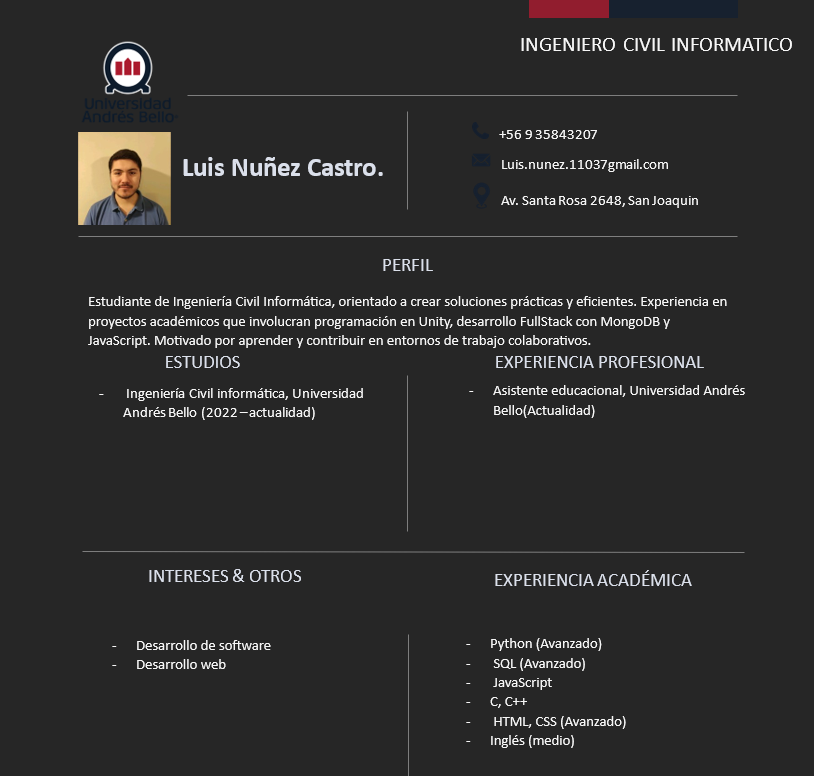 INGENIERO CIVIL INFORMATICO
Universidad
Andrés Bello
Luis Nuñez Castro.
+56 9 35843207
Luis.nunez.11037gmail.com
Av. Santa Rosa 2648, San Joaquin
PERFIL
Estudiante de Ingeniería Civil Informática, orientado a crear soluciones prácticas y eficientes. Experiencia en
proyectos académicos que involucran programación en Unity, desarrollo FullStack con MongoDB y
JavaScript. Motivado por aprender y contribuir en entornos de trabajo colaborativos.
ESTUDIOS
- Ingeniería Civil informática, Universidad
Andrés Bello (2022 – actualidad)
EXPERIENCIA PROFESIONAL
- Asistente educacional, Universidad Andrés
Bello(Actualidad)
INTERESES & OTROS
- Desarrollo de software
- Desarrollo web
EXPERIENCIA ACADÉMICA
- Python (Avanzado)
- SQL (Avanzado)
- JavaScript
- C, C++
- HTML, CSS (Avanzado)
- Inglés (medio)